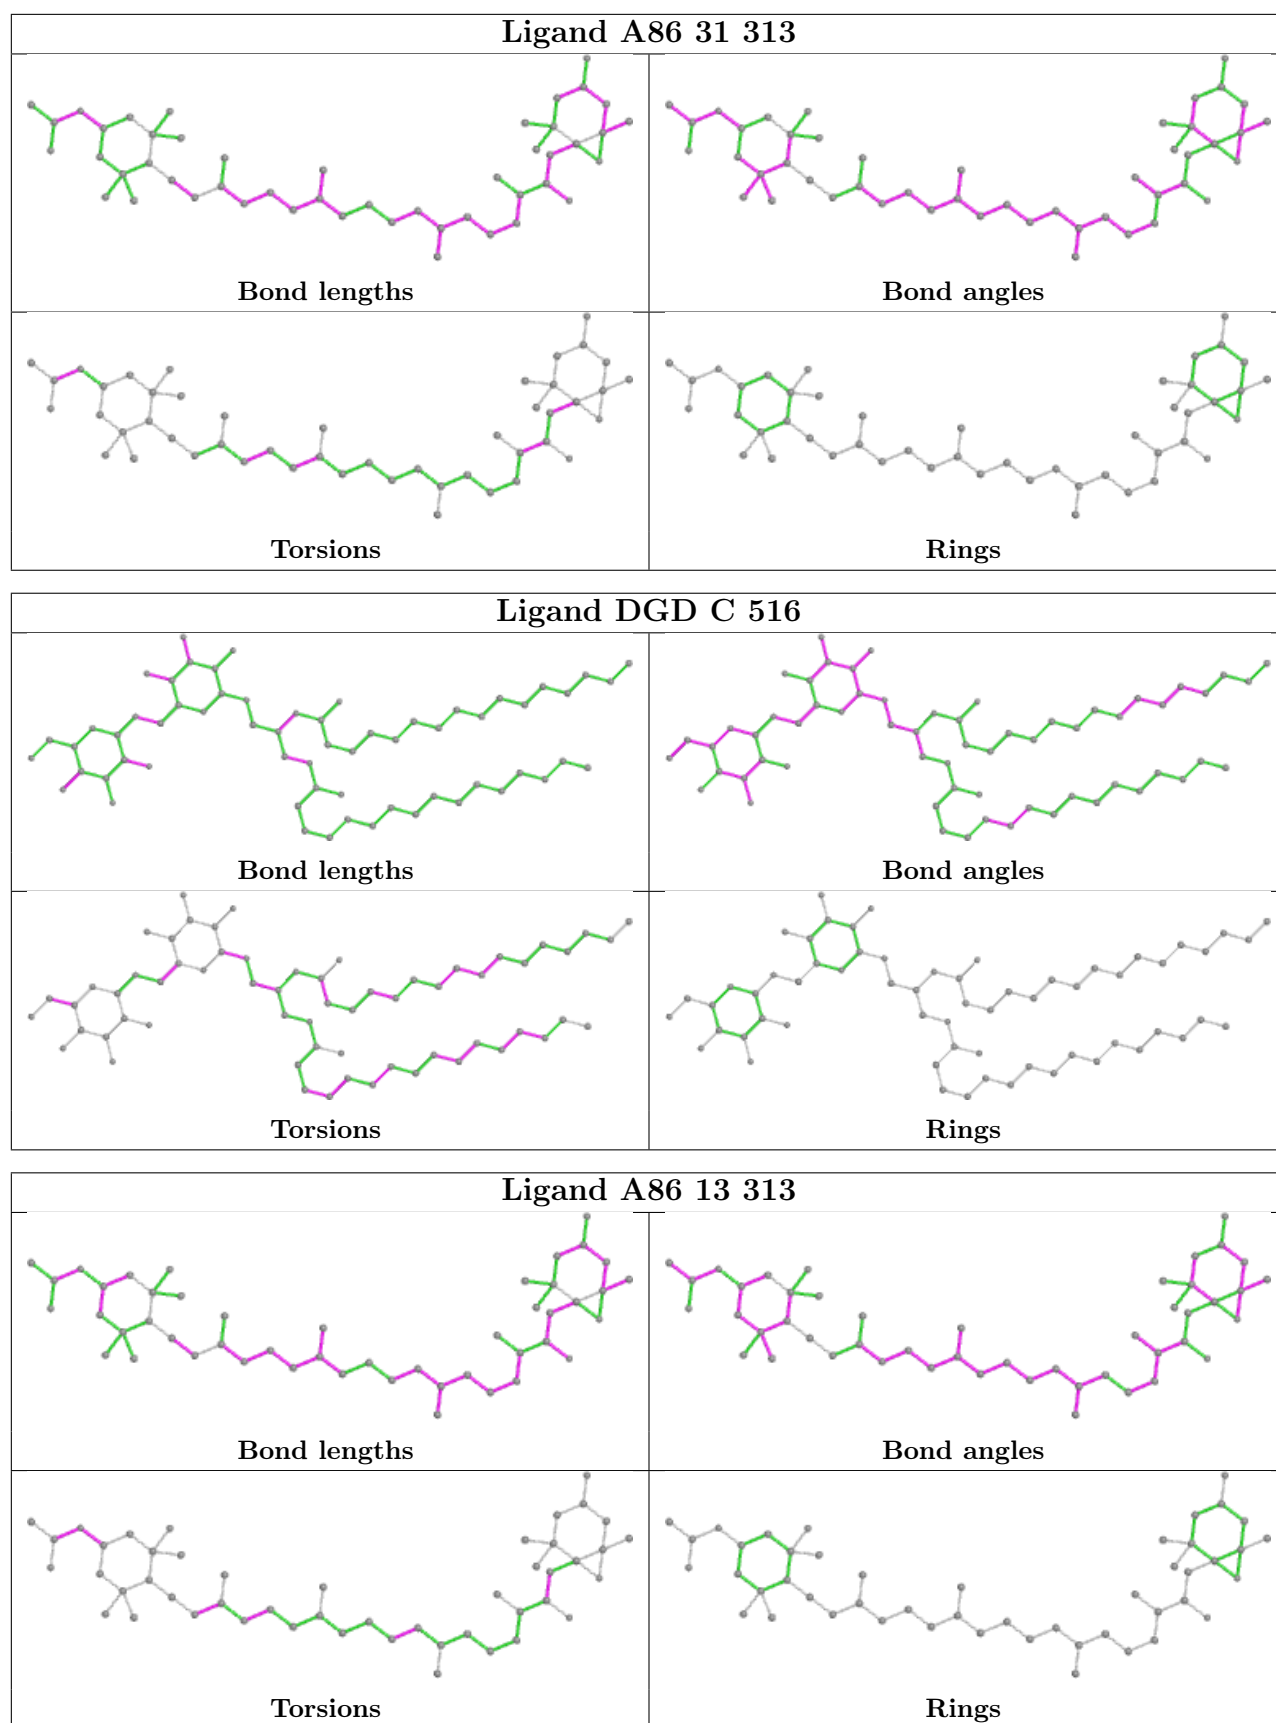 Ligand A86 31 313
Bond lengths
Bond angles
Torsions
Rings
Ligand DGD C 516
Bond lengths
Bond angles
Torsions
Rings
Ligand A86 13 313
Bond lengths
Bond angles
Torsions
Rings